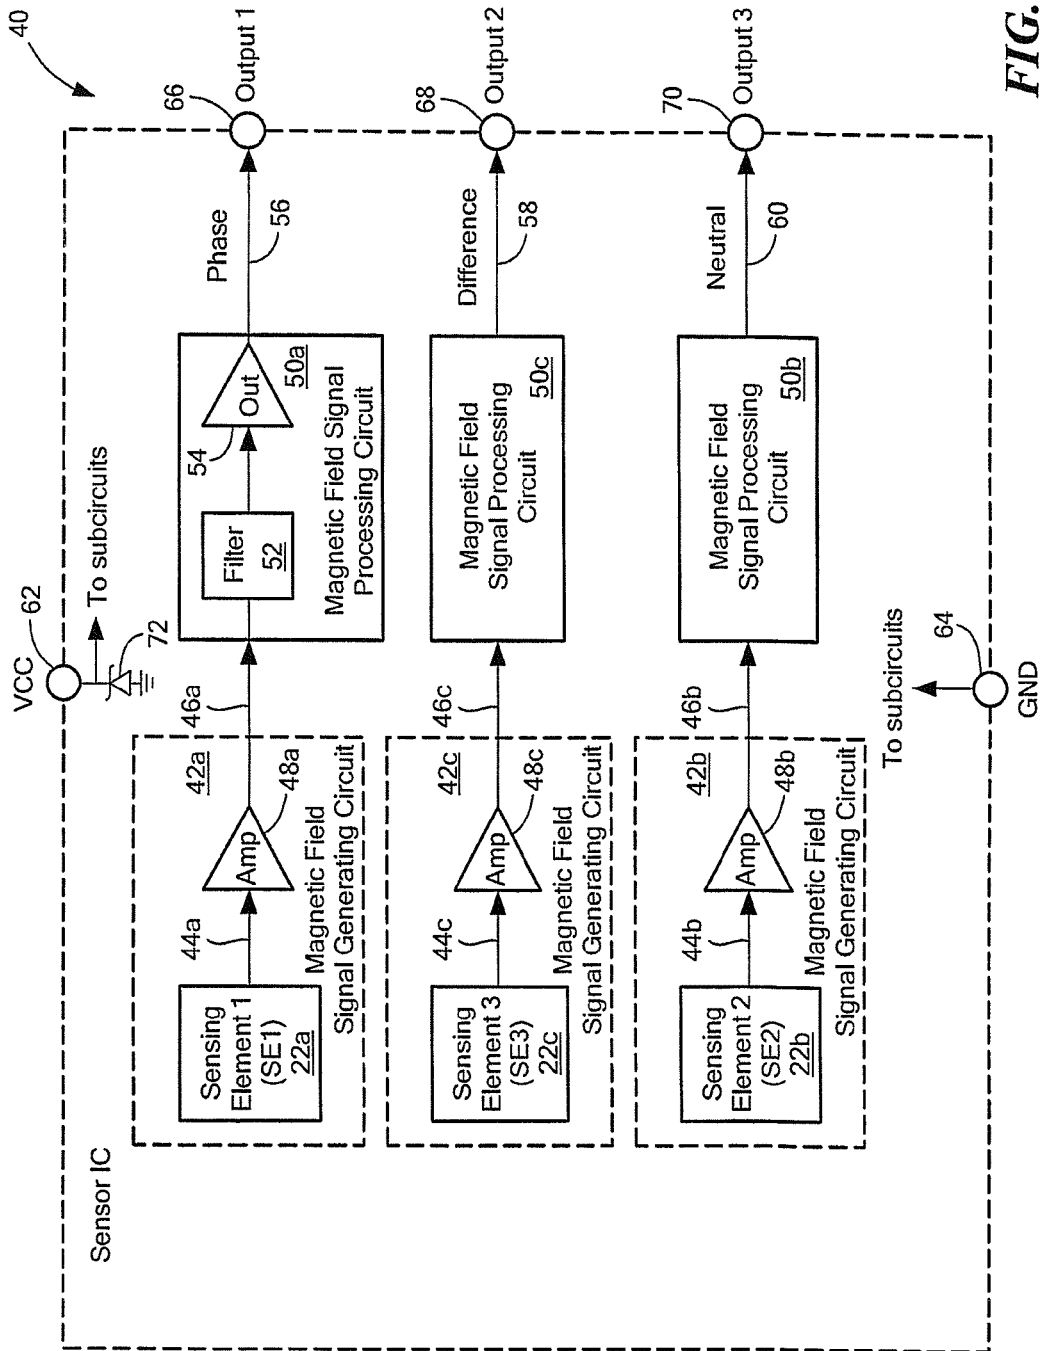 40
VCC
62
To subcircuits
72
Sensor IC
Sensing
Element 1
(SE1)
22a
44a
Amp
42a
48a
Magnetic Field
Signal Generating Circuit
46a
Filter
52
54
Out
50a
Magnetic Field Signal
Processing Circuit
Phase
56
66
Output 1
Sensing
Element 3
(SE3)
22c
44c
Amp
42c
48c
Magnetic Field
Signal Generating Circuit
46c
Magnetic Field
Signal Processing
Circuit
50c
Difference
58
68
Output 2
Sensing
Element 2
(SE2)
22b
44b
Amp
42b
48b
Magnetic Field
Signal Generating Circuit
46b
Magnetic Field
Signal Processing
Circuit
50b
Neutral
60
70
Output 3
To subcircuits
64
GND
FIG.